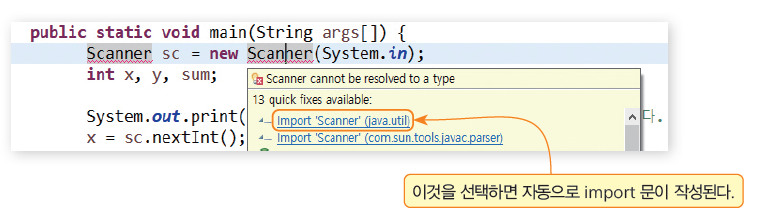 public static void main(String args[]) {
Scanner sc = new Scanner(System.in);
int x, y, sum;
Scanner cannot be resolved to a type
13 quick fixes available:
System.out.print( 다.
Import 'Scanner' (java.util)
x = sc.nextInt();
Import 'Scanner' (com.sun.tools.javac.parser)
이것을 선택하면 자동으로 import 문이 작성된다.